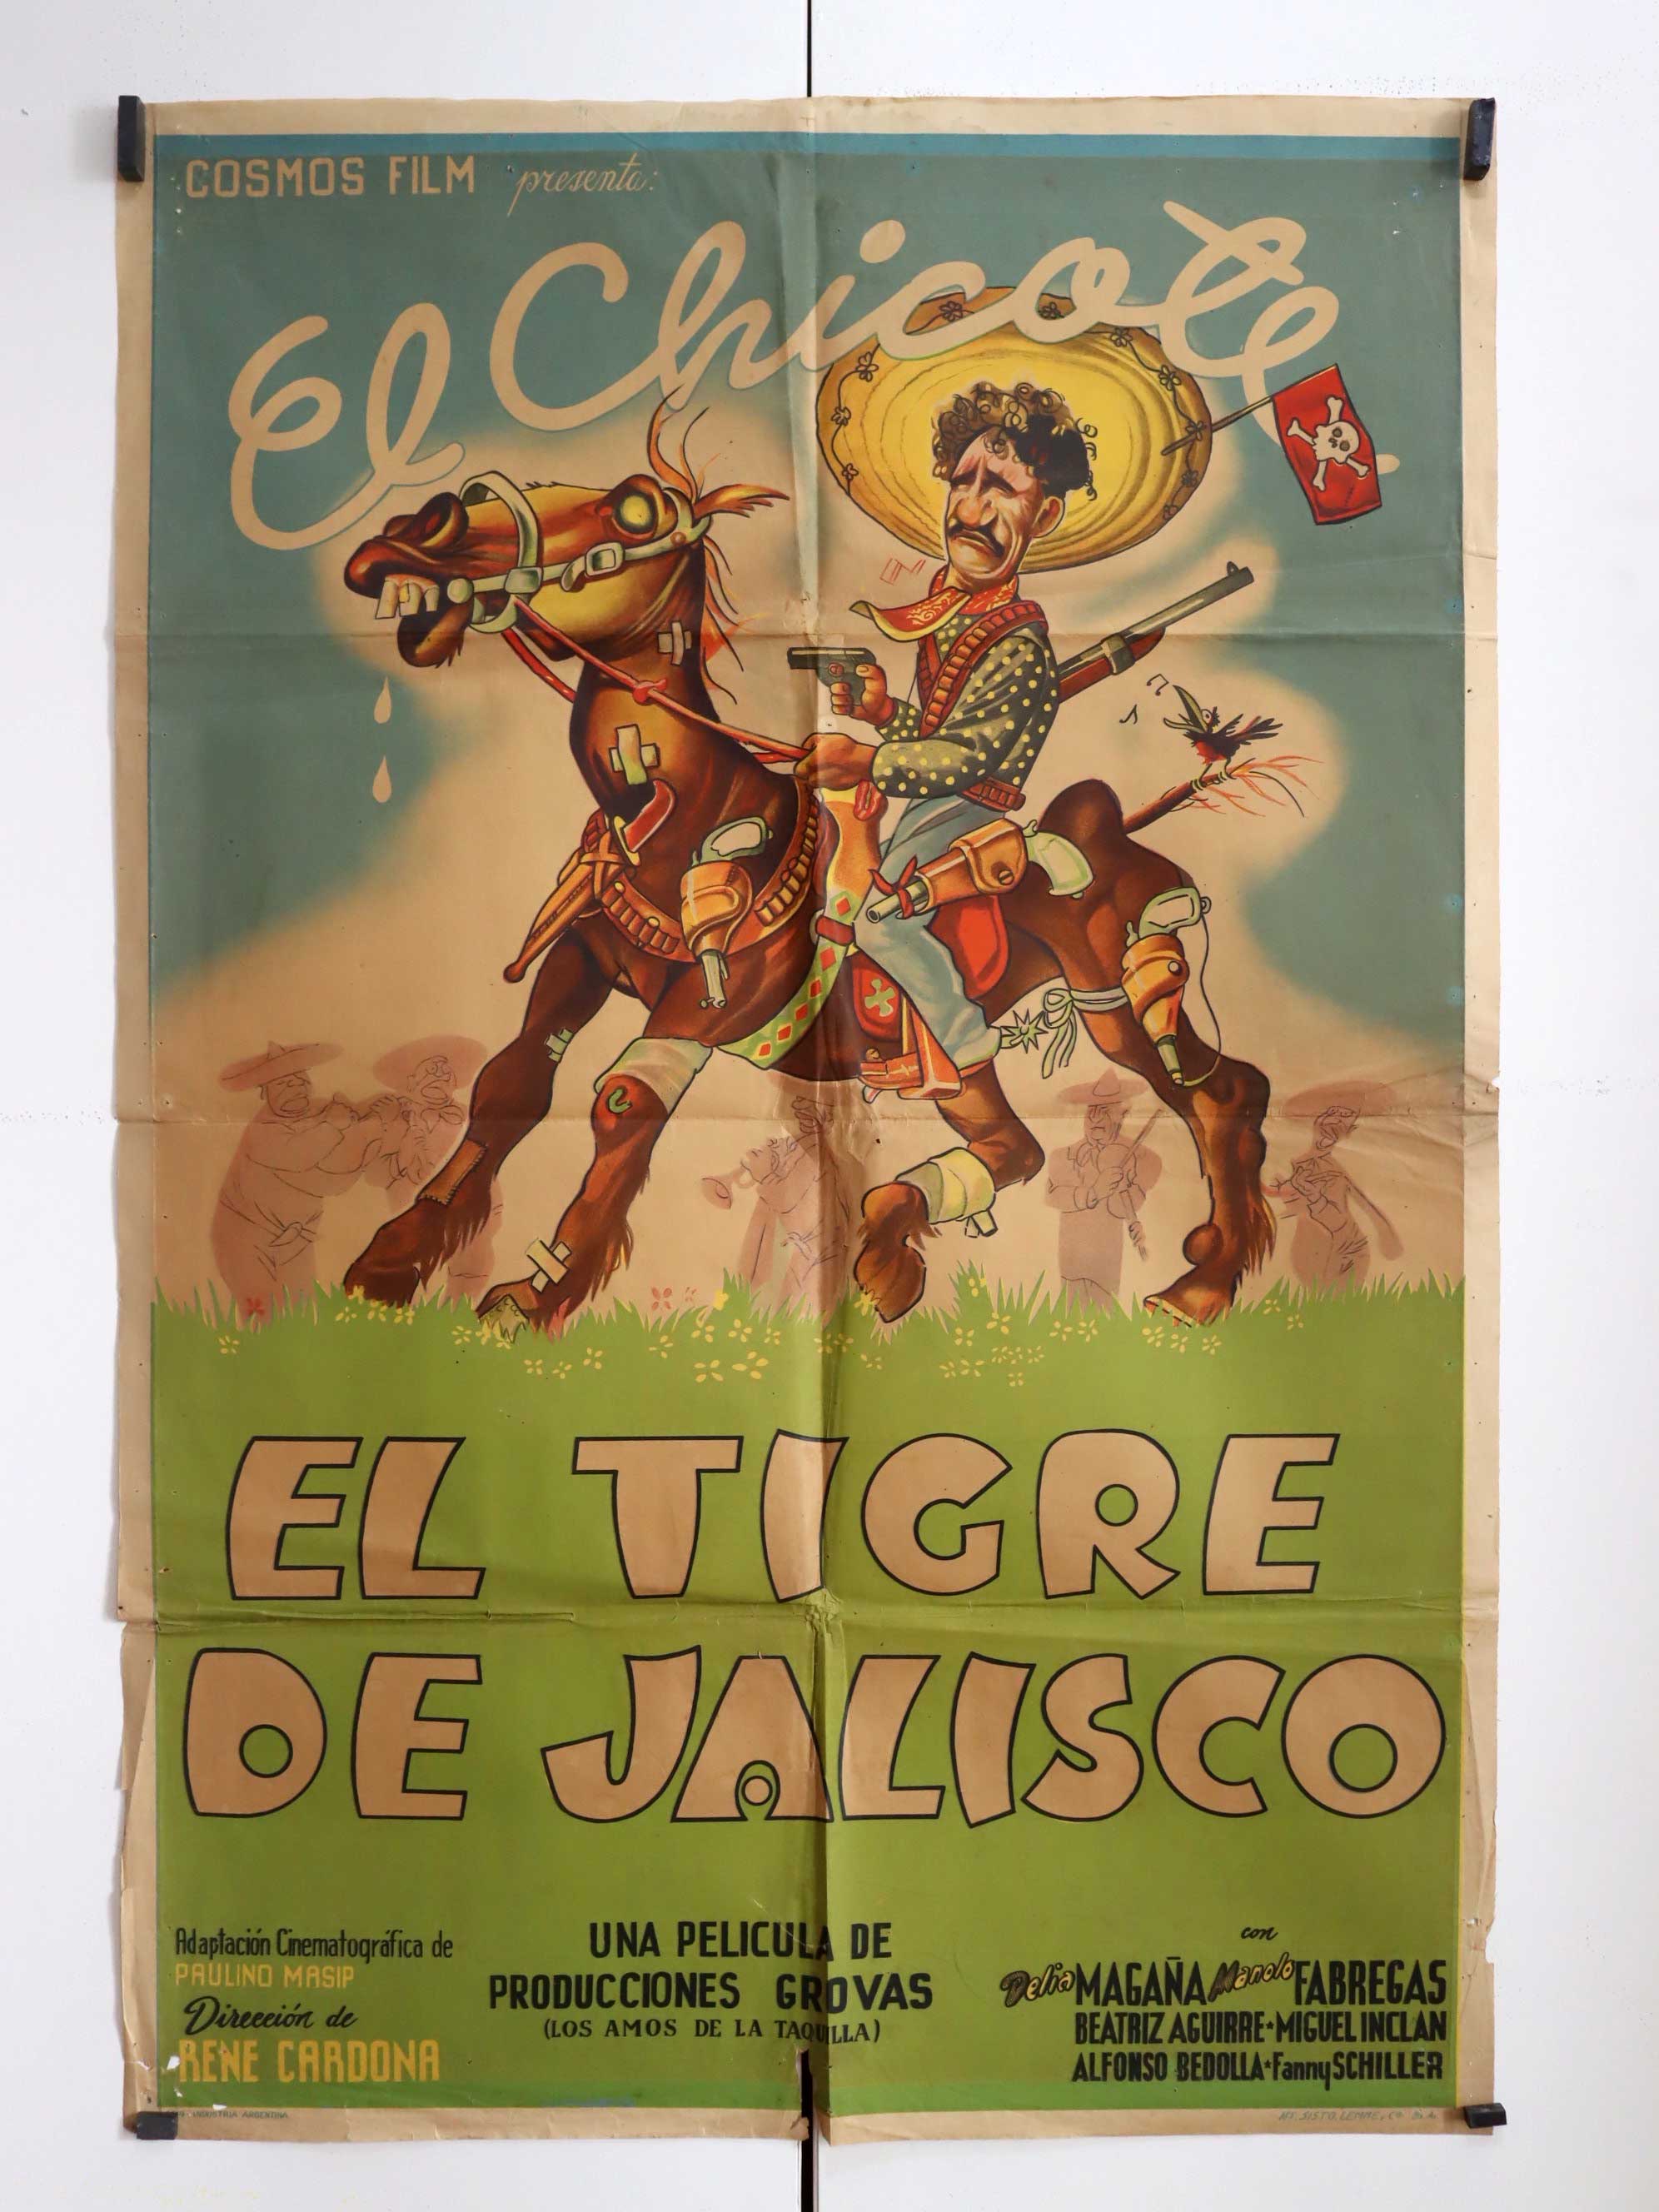 COSMOS FILM presenta:
El Chicote
EL TIGRE
DE JALISCO
Adaptación Cinematográfica de
PAULINO MASIP
Dirección de
RENE CARDONA
UNA PELICULA DE
PRODUCCIONES GROVAS
(LOS AMOS DE LA TAQUILLA)
con
Delia MAGAÑA Manolo FABREGAS
BEATRIZ AGUIRRE★MIGUEL INCLAN
ALFONSO BEDOLLA★Fanny SCHILLER
INDUSTRIA ARGENTINA